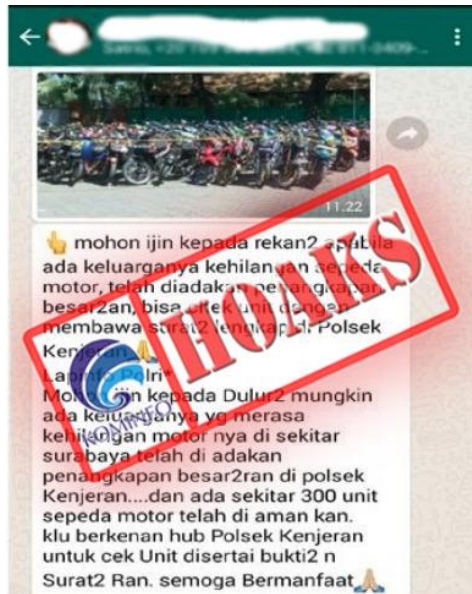 11.22
mohon ijin kepada rekan2 apabila
ada keluarganya kehilangan sepeda
motor, telah diadakan penangkapan
besar2an, bisa cek unit dengan
membawa surat2 lengkap di Polsek
Kenjeran
Lapinfo Polri*
Mohon ijin kepada Dulur2 mungkin
ada keluarganya yg merasa
kehilangan motor nya di sekitar
surabaya telah di adakan
penangkapan besar2ran di polsek
Kenjeran....dan ada sekitar 300 unit
sepeda motor telah di aman kan.
klu berkenan hub Polsek Kenjeran
untuk cek Unit disertai bukti2 n
Surat2 Ran. semoga Bermanfaat
HOAKS
KOMINFO